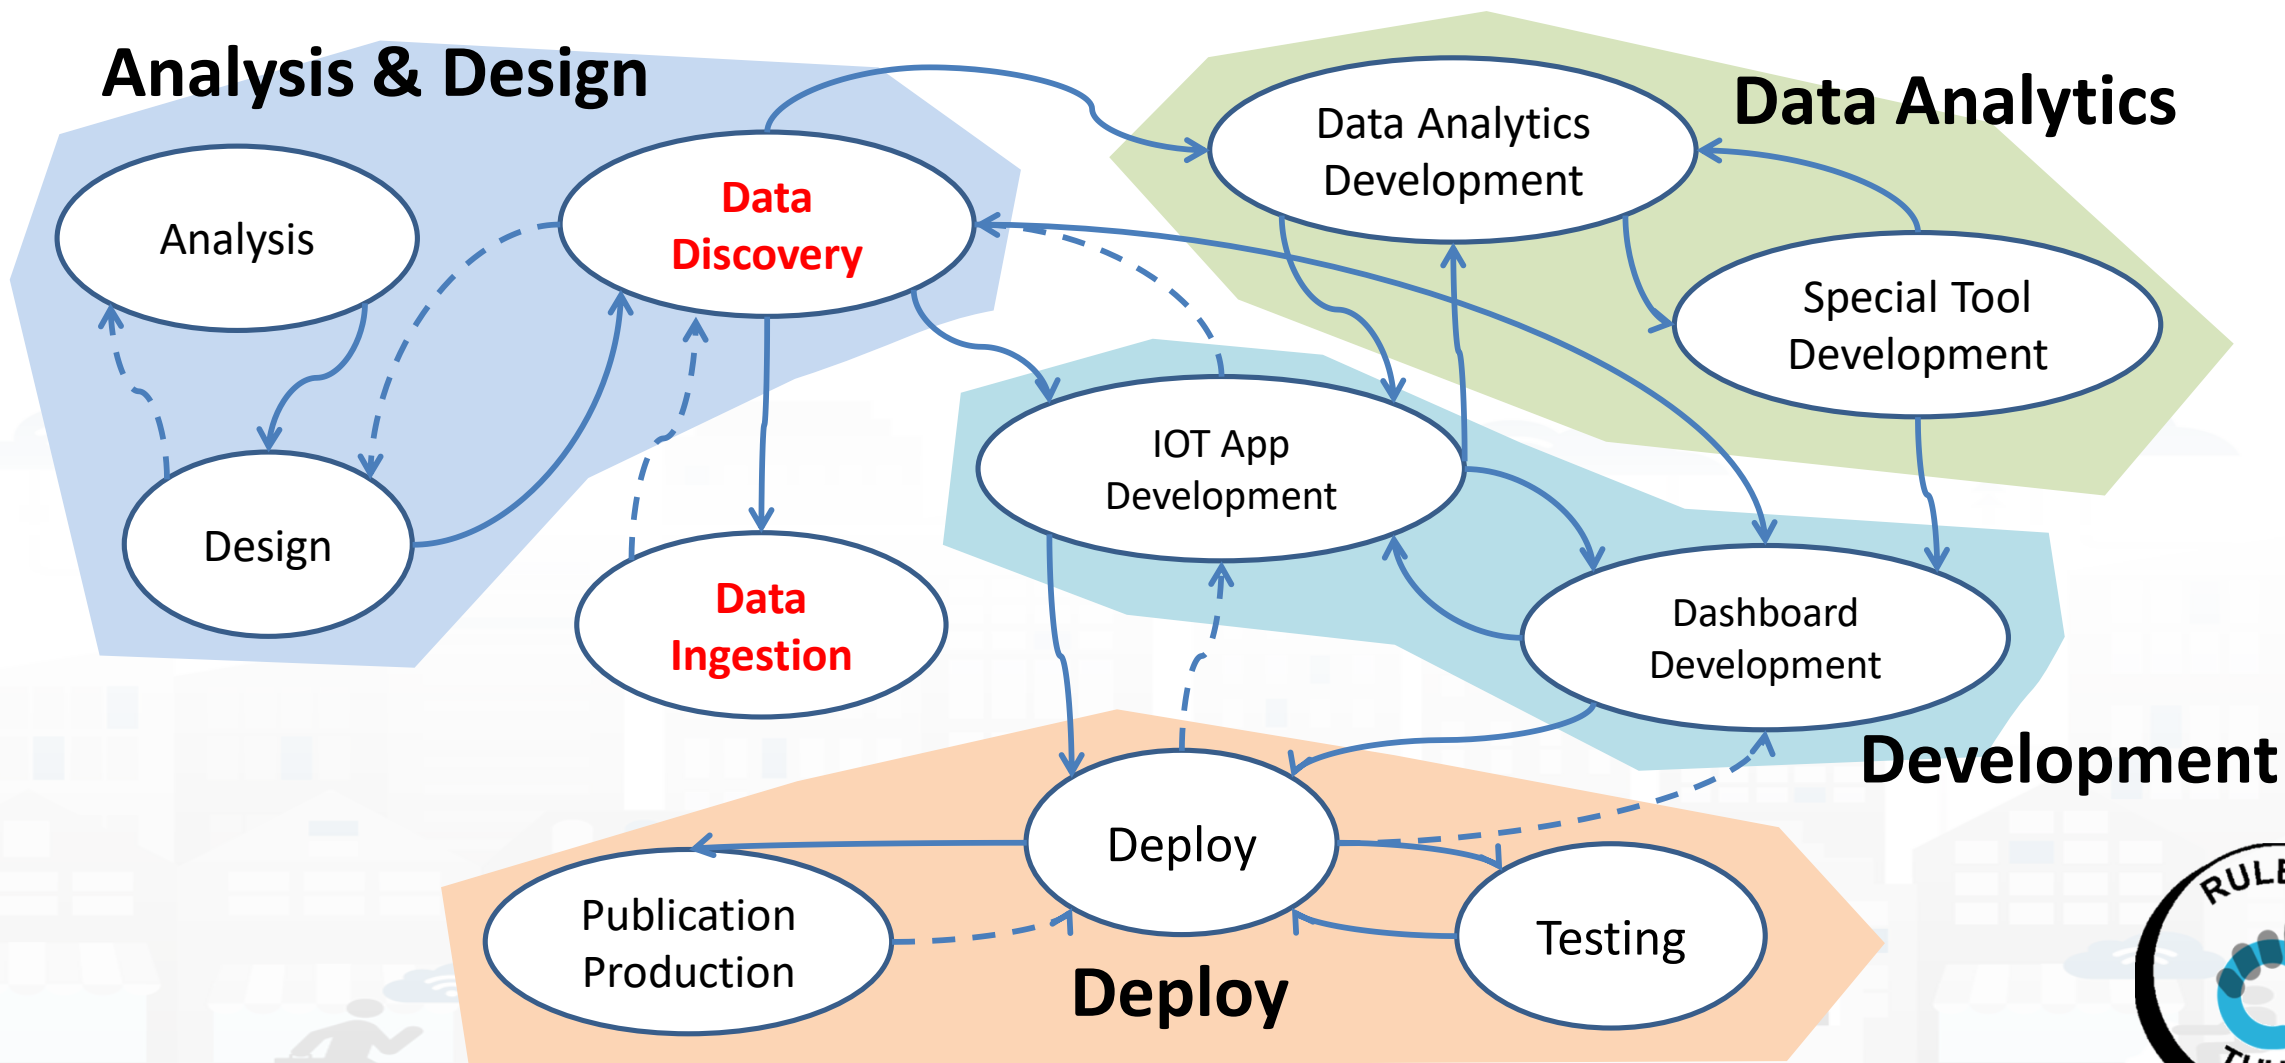 Analysis & Design
Data Analytics
Data Analytics
Development
Data
Discovery
Analysis
Special Tool
Development
IOT App
Development
Design
Data
Ingestion
Dashboard
Development
Development
Deploy
Publication
Production
Testing
Deploy